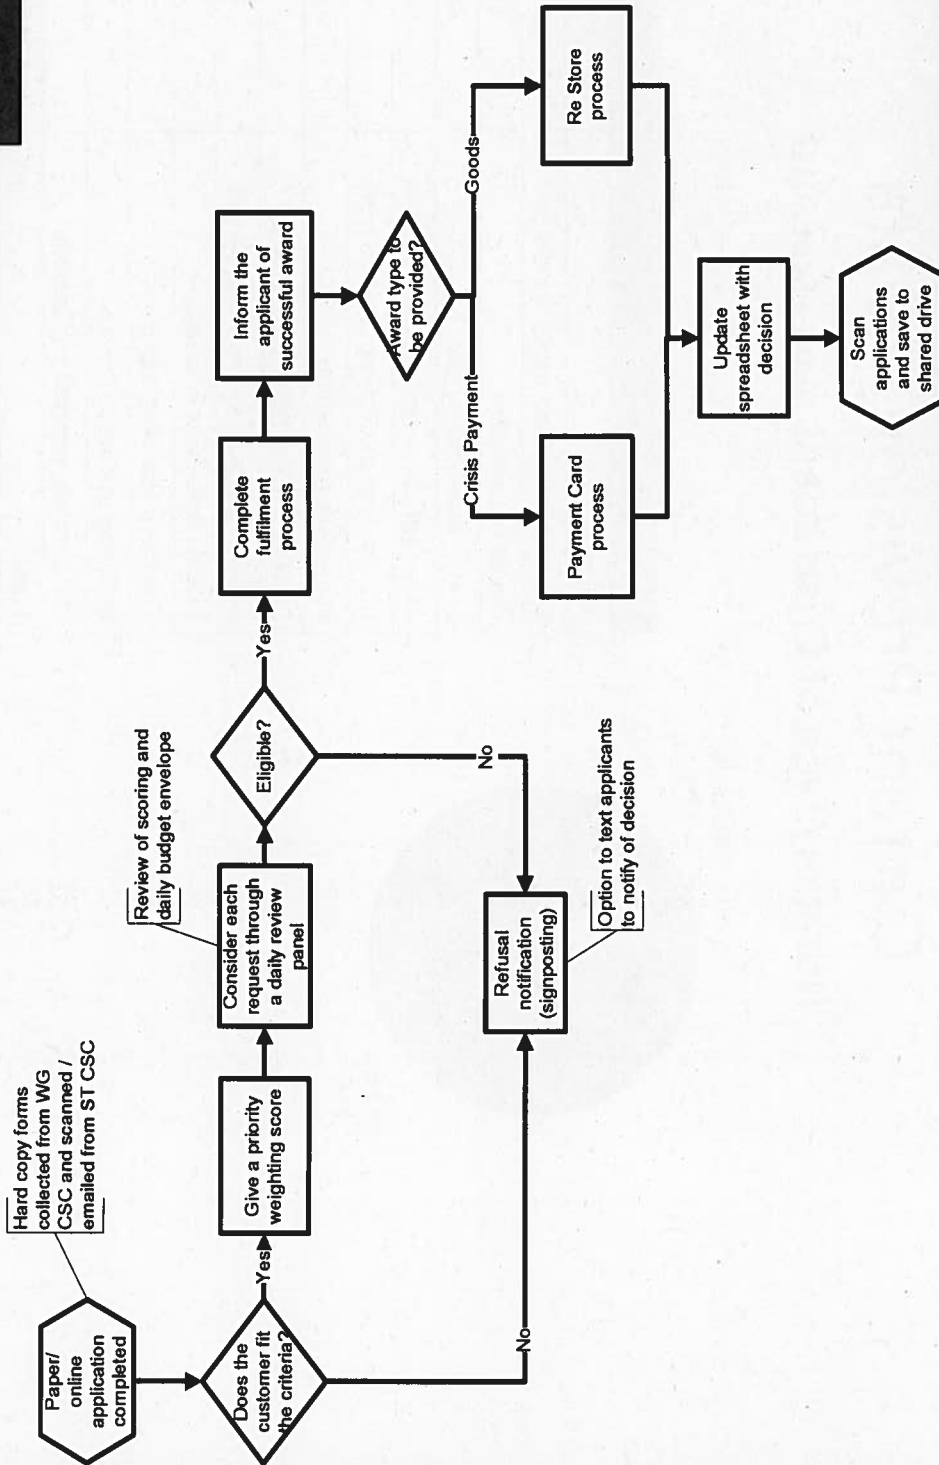 Hard copy forms
collected from WG
CSC and scanned /
emailed from ST CSC
Paper/
online
application
completed
Does the
customer fit
the criteria?
Yes
No
Give a priority
weighting score
Review of scoring and
daily budget envelope
Consider each
request through
a daily review
panel
Eligible?
Yes
No
Refusal
notification
(signposting)
Option to text applicants
to notify of decision
Complete
fulfilment
process
Inform the
applicant of
successful award
Award type to
be provided?
Crisis Payment
Goods
Payment Card
process
Re Store
process
Update
spreadsheet with
decision
Scan
applications
and save to
shared drive